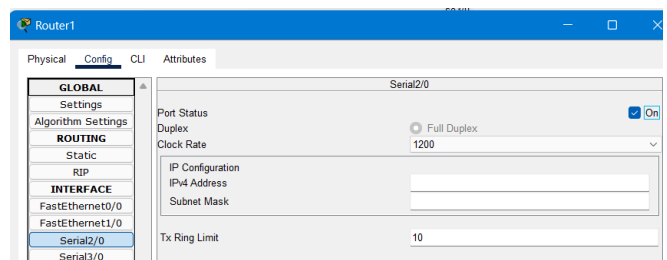 Router1
Physical Config CLI Attributes
GLOBAL
Settings
Algorithm Settings
ROUTING
Static
RIP
INTERFACE
FastEthernet0/0
FastEthernet1/0
Serial2/0
Serial3/0
Serial2/0
Port Status On
Duplex Full Duplex
Clock Rate 1200
IP Configuration
IPv4 Address
Subnet Mask
Tx Ring Limit 10